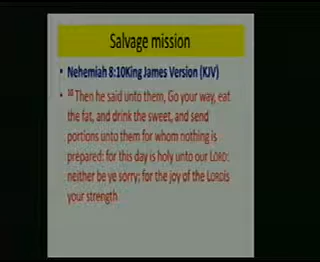 Salvage mission
• Nehemiah 8:10King James Version (KJV)
• 10 Then he said unto them, Go your way, eat
the fat, and drink the sweet, and send
portions unto them for whom nothing is
prepared: for this day is holy unto our LORD:
neither be ye sorry; for the joy of the LORDis
your strength